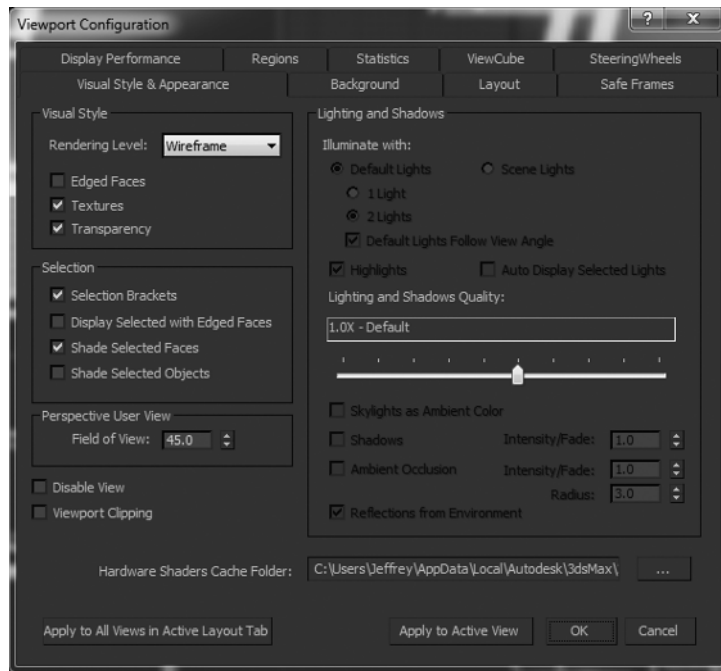 Viewport Configuration
? X
Display Performance Regions Statistics ViewCube SteeringWheels
Visual Style & Appearance Background Layout Safe Frames
Visual Style
Rendering Level: Wireframe
Edged Faces
Textures
Transparency
Selection
Selection Brackets
Display Selected with Edged Faces
Shade Selected Faces
Shade Selected Objects
Perspective User View
Field of View: 45.0
Disable View
Viewport Clipping
Lighting and Shadows
Illuminate with:
Default Lights Scene Lights
1 Light
2 Lights
Default Lights Follow View Angle
Highlights Auto Display Selected Lights
Lighting and Shadows Quality:
1.0X - Default
Skylights as Ambient Color
Shadows Intensity/Fade: 1.0
Ambient Occlusion Intensity/Fade: 1.0
Radius: 3.0
Reflections from Environment
Hardware Shaders Cache Folder: C:\Users\Jeffrey\AppData\Local\Autodesk\3dsMax\ ...
Apply to All Views in Active Layout Tab Apply to Active View OK Cancel